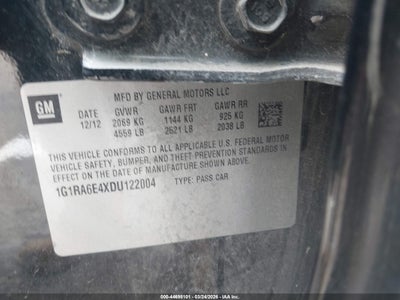 MFD BY GENERAL MOTORS LLC
GM
DATE GVWR GAWR FRT GAWR RR
12/12 2068 KG 1144 KG 925 KG
4559 LB 2521 LB 2038 LB
THIS VEHICLE CONFORMS TO ALL APPLICABLE U.S. FEDERAL MOTOR
VEHICLE SAFETY, BUMPER, AND THEFT PREVENTION STANDARDS IN
EFFECT ON THE DATE OF MANUFACTURE SHOWN ABOVE.
1G1RA6E4XDU122004 TYPE: PASS CAR
000-44698101 - 03/24/2026 - IAAI.COM